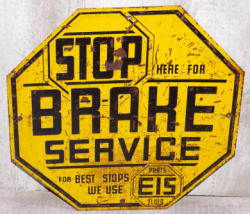 STOP HERE FOR
BRAKE
SERVICE
FOR BEST STOPS
WE USE
PARTS
EIS
FLUID